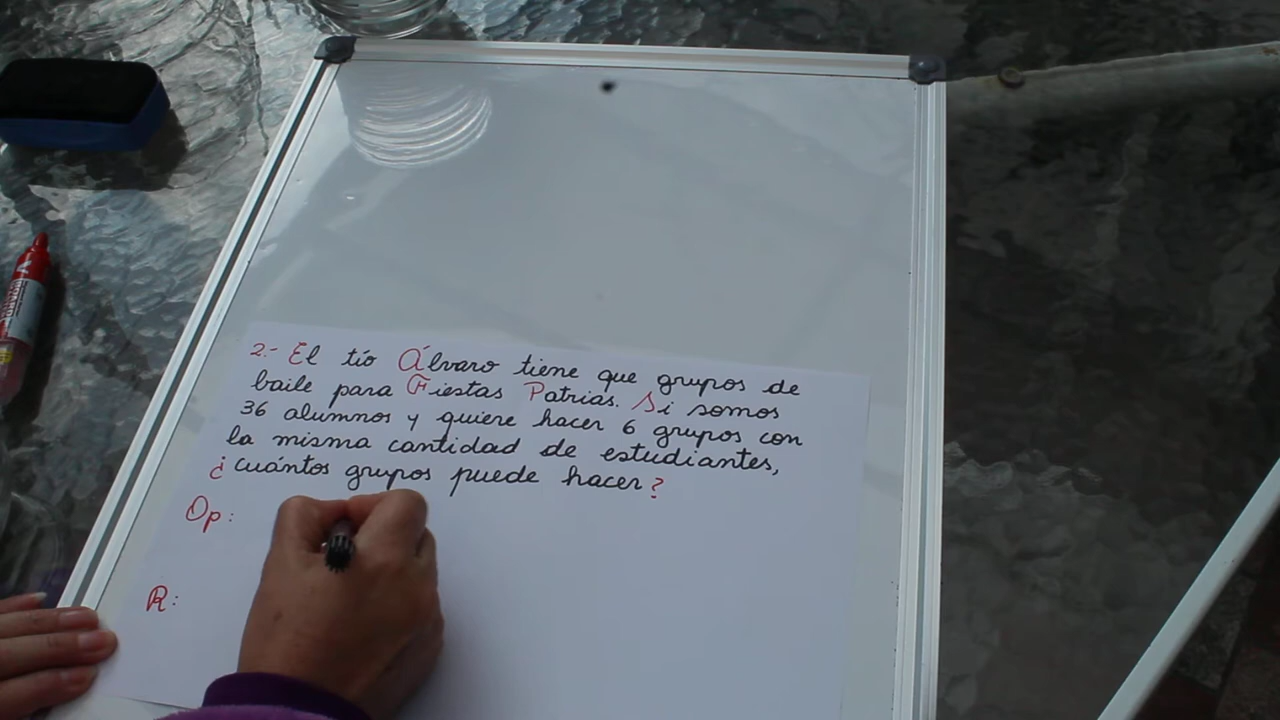 2.- El tío Álvaro tiene que grupos de
baile para Fiestas Patrias. Si somos
36 alumnos y quiere hacer 6 grupos con
la misma cantidad de estudiantes,
¿cuántos grupos puede hacer?
Op:
R: